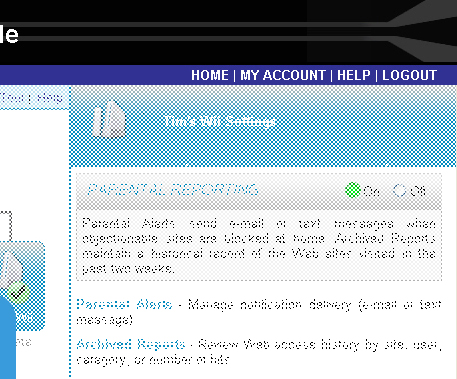 le
HOME | MY ACCOUNT | HELP | LOGOUT
Tour | Help
Tim's Wii Settings
PARENTAL REPORTING
On Off
Parental Alerts send e-mail or text messages when
objectionable sites are blocked at home. Archived Reports
maintain a historical record of the Web sites visited in the
past two weeks.
Parental Alerts - Manage notification delivery (e-mail or text
message)
Archived Reports - Review Web access history by site, user,
category, or number of hits